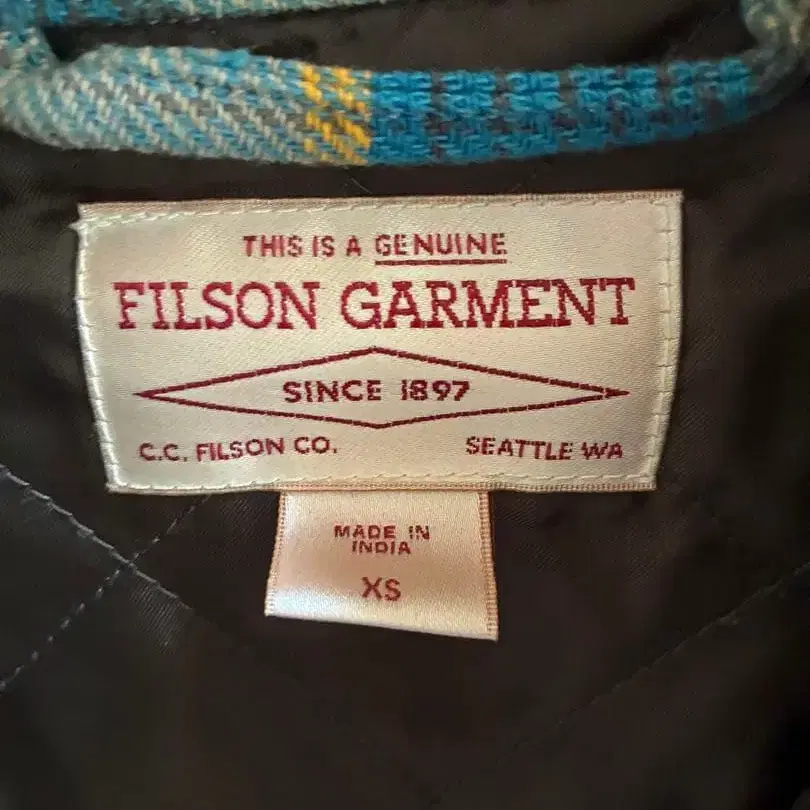 THIS IS A GENUINE
FILSON GARMENT
SINCE 1897
C.C. FILSON CO. SEATTLE WA
MADE IN
INDIA
XS